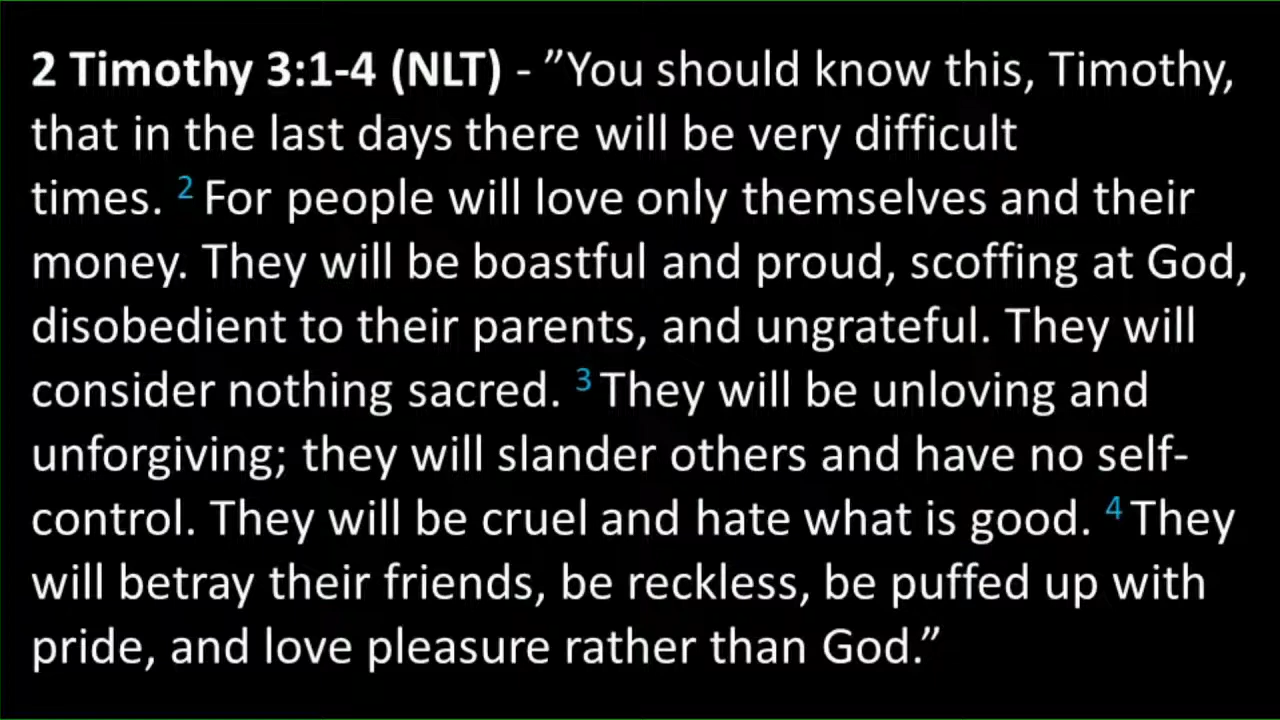 2 Timothy 3:1-4 (NLT) - ”You should know this, Timothy,
that in the last days there will be very difficult
times. 2 For people will love only themselves and their
money. They will be boastful and proud, scoffing at God,
disobedient to their parents, and ungrateful. They will
consider nothing sacred. 3 They will be unloving and
unforgiving; they will slander others and have no self-
control. They will be cruel and hate what is good. 4 They
will betray their friends, be reckless, be puffed up with
pride, and love pleasure rather than God.”